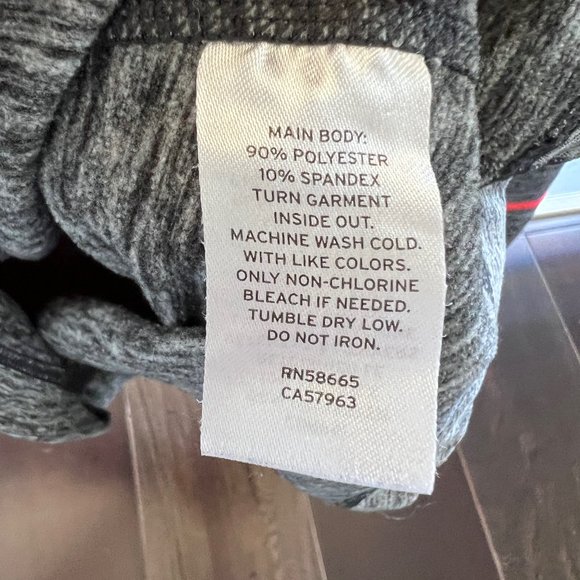 MAIN BODY:
90% POLYESTER
10% SPANDEX
TURN GARMENT
INSIDE OUT.
MACHINE WASH COLD.
WITH LIKE COLORS.
ONLY NON-CHLORINE
BLEACH IF NEEDED.
TUMBLE DRY LOW.
DO NOT IRON.
RN58665
CA57963